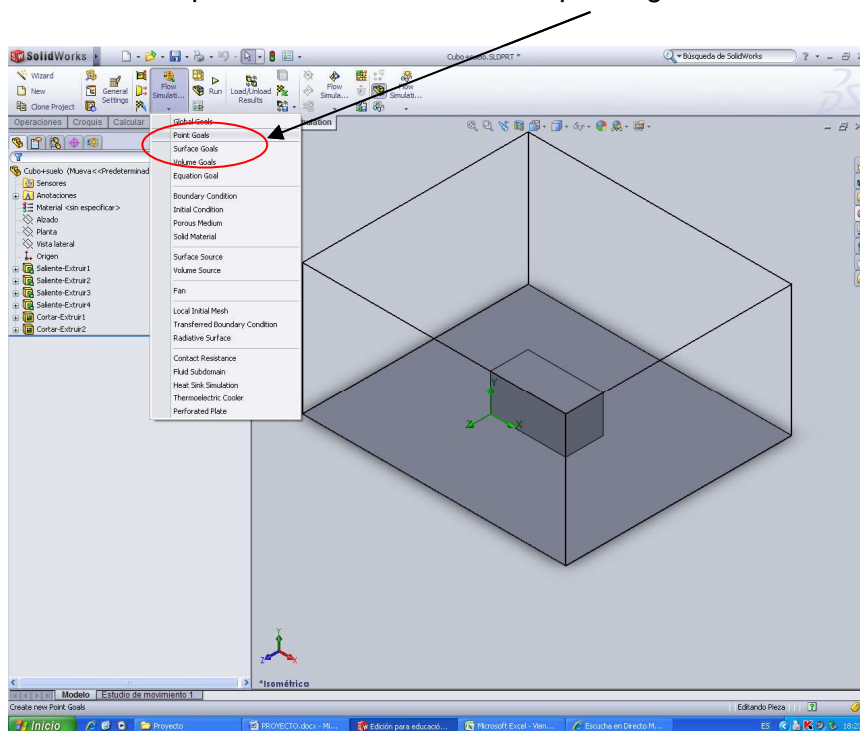 SolidWorks
Cubo+suelo.SLDPRT *
Búsqueda de SolidWorks
Wizard
New
Clone Project
General Settings
Flow Simulati...
Run
Load/Unload Results
Flow Simula...
Flow Simulati...
Operaciones
Croquis
Calcular
Global Goals
Point Goals
Surface Goals
Volume Goals
Equation Goal
Boundary Condition
Initial Condition
Porous Medium
Solid Material
Surface Source
Volume Source
Fan
Local Initial Mesh
Transferred Boundary Condition
Radiative Surface
Contact Resistance
Fluid Subdomain
Heat Sink Simulation
Thermoelectric Cooler
Perforated Plate
Cubo+suelo (Mueva<<Predeterminad
Sensores
Anotaciones
Material <sin especificar>
Alzado
Planta
Vista lateral
Origen
Saliente-Extruir1
Saliente-Extruir2
Saliente-Extruir3
Saliente-Extruir4
Cortar-Extruir1
Cortar-Extruir2
Y
Z
X
Y
Z
X
*Isométrica
Modelo
Estudio de movimiento 1
Create new Point Goals
Editando Pieza
Inicio
Proyecto
PROYECTO.docx - Mi...
Edición para educació...
Microsoft Excel - Vien...
Escucha en Directo M...
ES